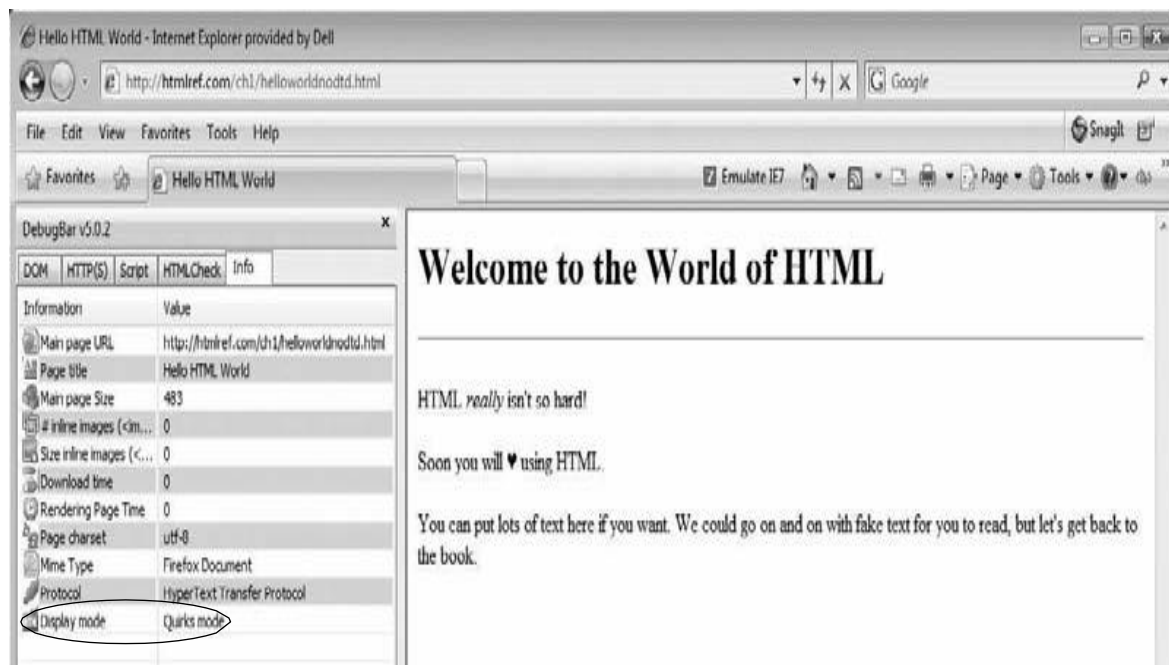 Hello HTML World - Internet Explorer provided by Dell
http://htmlref.com/ch1/helloworldnodtd.html
Google
File Edit View Favorites Tools Help
SnagIt
Favorites
Hello HTML World
Emulate IE7
Page
Tools
DebugBar v5.0.2
x
DOM HTTP(S) Script HTMLCheck Info
Information Value
Main page URL http://htmlref.com/ch1/helloworldnodtd.html
Page title Hello HTML World
Main page Size 483
# inline images (<im... 0
Size inline images (<... 0
Download time 0
Rendering Page Time 0
Page charset utf-8
Mime Type Firefox Document
Protocol HyperText Transfer Protocol
Display mode Quirks mode
Welcome to the World of HTML
HTML really isn't so hard!
Soon you will ♥ using HTML.
You can put lots of text here if you want. We could go on and on with fake text for you to read, but let's get back to
the book.